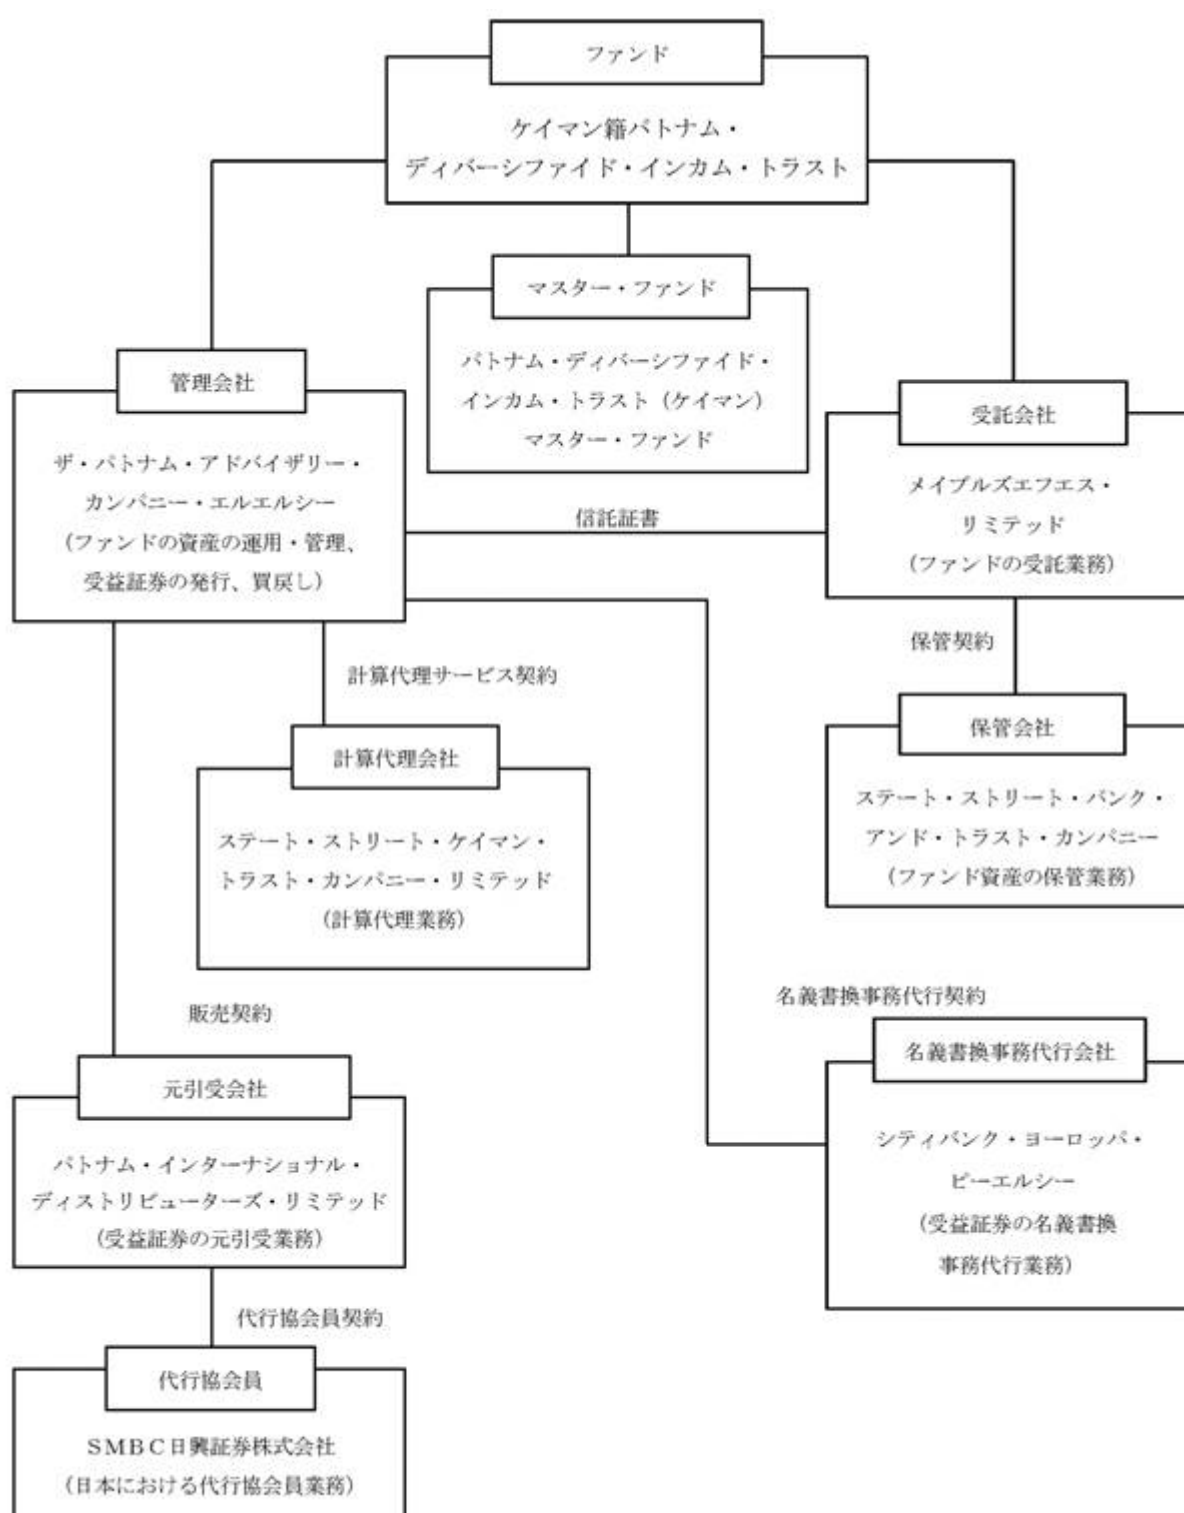 ファンド
ケイマン籍パトナム・
ディバーシファイド・インカム・トラスト
マスター・ファンド
パトナム・ディバーシファイド・
インカム・トラスト（ケイマン）
マスター・ファンド
管理会社
ザ・パトナム・アドバイザリー・
カンパニー・エルエルシー
（ファンドの資産の運用・管理、
受益証券の発行、買戻し）
受託会社
メイプルズエフエス・
リミテッド
（ファンドの受託業務）
信託証書
保管契約
計算代理サービス契約
保管会社
ステート・ストリート・バンク・
アンド・トラスト・カンパニー
（ファンド資産の保管業務）
計算代理会社
ステート・ストリート・ケイマン・
トラスト・カンパニー・リミテッド
（計算代理業務）
販売契約
名義書換事務代行契約
名義書換事務代行会社
シティバンク・ヨーロッパ・
ピーエルシー
（受益証券の名義書換
事務代行業務）
元引受会社
パトナム・インターナショナル・
ディストリビューターズ・リミテッド
（受益証券の元引受業務）
代行協会員契約
代行協会員
ＳＭＢＣ日興証券株式会社
（日本における代行協会員業務）